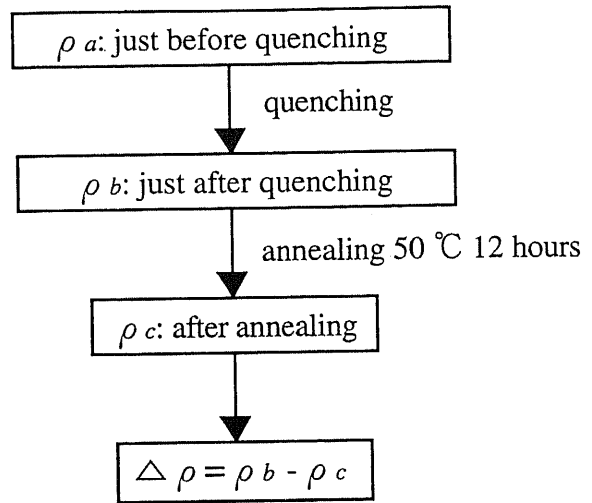 ρ a: just before quenching
quenching
ρ b: just after quenching
annealing 50 ℃ 12 hours
ρ c: after annealing
△ ρ = ρ b - ρ c